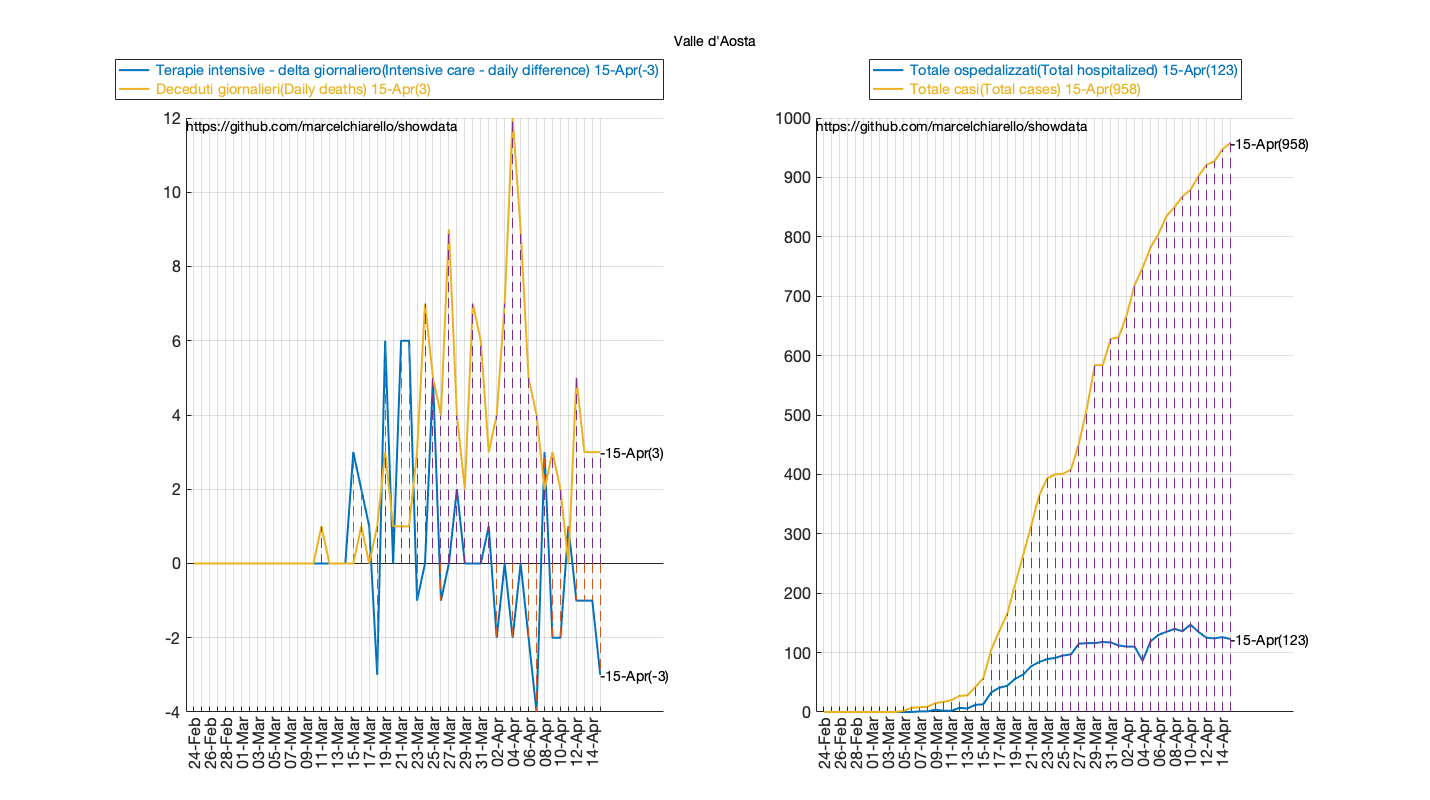 Valle d'Aosta
Terapie intensive - delta giornaliero(Intensive care - daily difference) 15-Apr(-3)
Deceduti giornalieri(Daily deaths) 15-Apr(3)
12
https://github.com/marcelchiarello/showdata
10
8
6
4
2
0
-2
-4
-15-Apr(3)
-15-Apr(-3)
24-Feb
26-Feb
28-Feb
01-Mar
03-Mar
05-Mar
07-Mar
09-Mar
11-Mar
13-Mar
15-Mar
17-Mar
19-Mar
21-Mar
23-Mar
25-Mar
27-Mar
29-Mar
31-Mar
02-Apr
04-Apr
06-Apr
08-Apr
10-Apr
12-Apr
14-Apr
Totale ospedalizzati(Total hospitalized) 15-Apr(123)
Totale casi(Total cases) 15-Apr(958)
1000
https://github.com/marcelchiarello/showdata
900
800
700
600
500
400
300
200
100
0
-15-Apr(958)
-15-Apr(123)
24-Feb
26-Feb
28-Feb
01-Mar
03-Mar
05-Mar
07-Mar
09-Mar
11-Mar
13-Mar
15-Mar
17-Mar
19-Mar
21-Mar
23-Mar
25-Mar
27-Mar
29-Mar
31-Mar
02-Apr
04-Apr
06-Apr
08-Apr
10-Apr
12-Apr
14-Apr